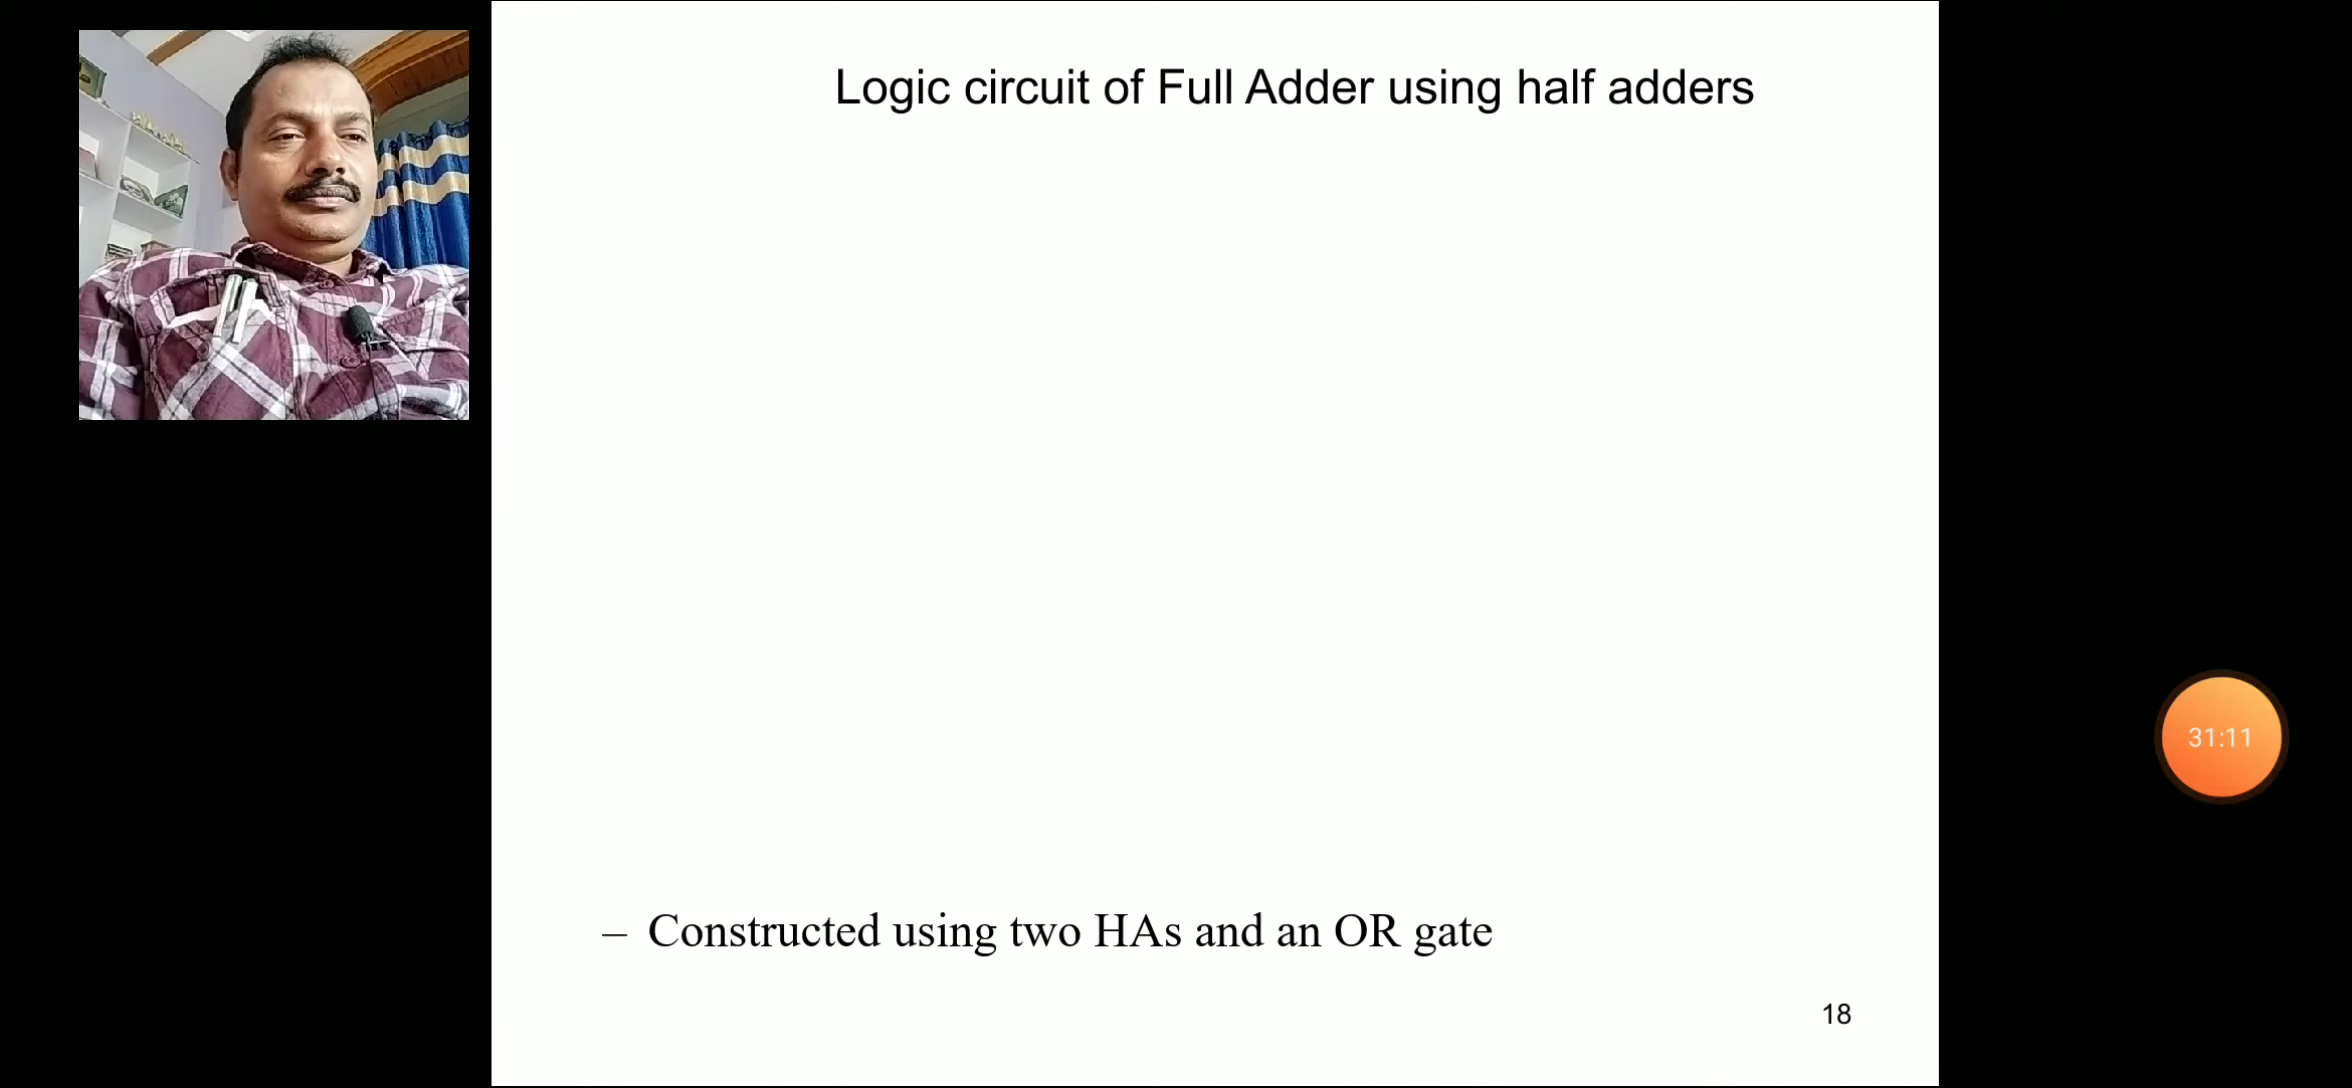 Logic circuit of Full Adder using half adders
– Constructed using two HAs and an OR gate
18
31:11